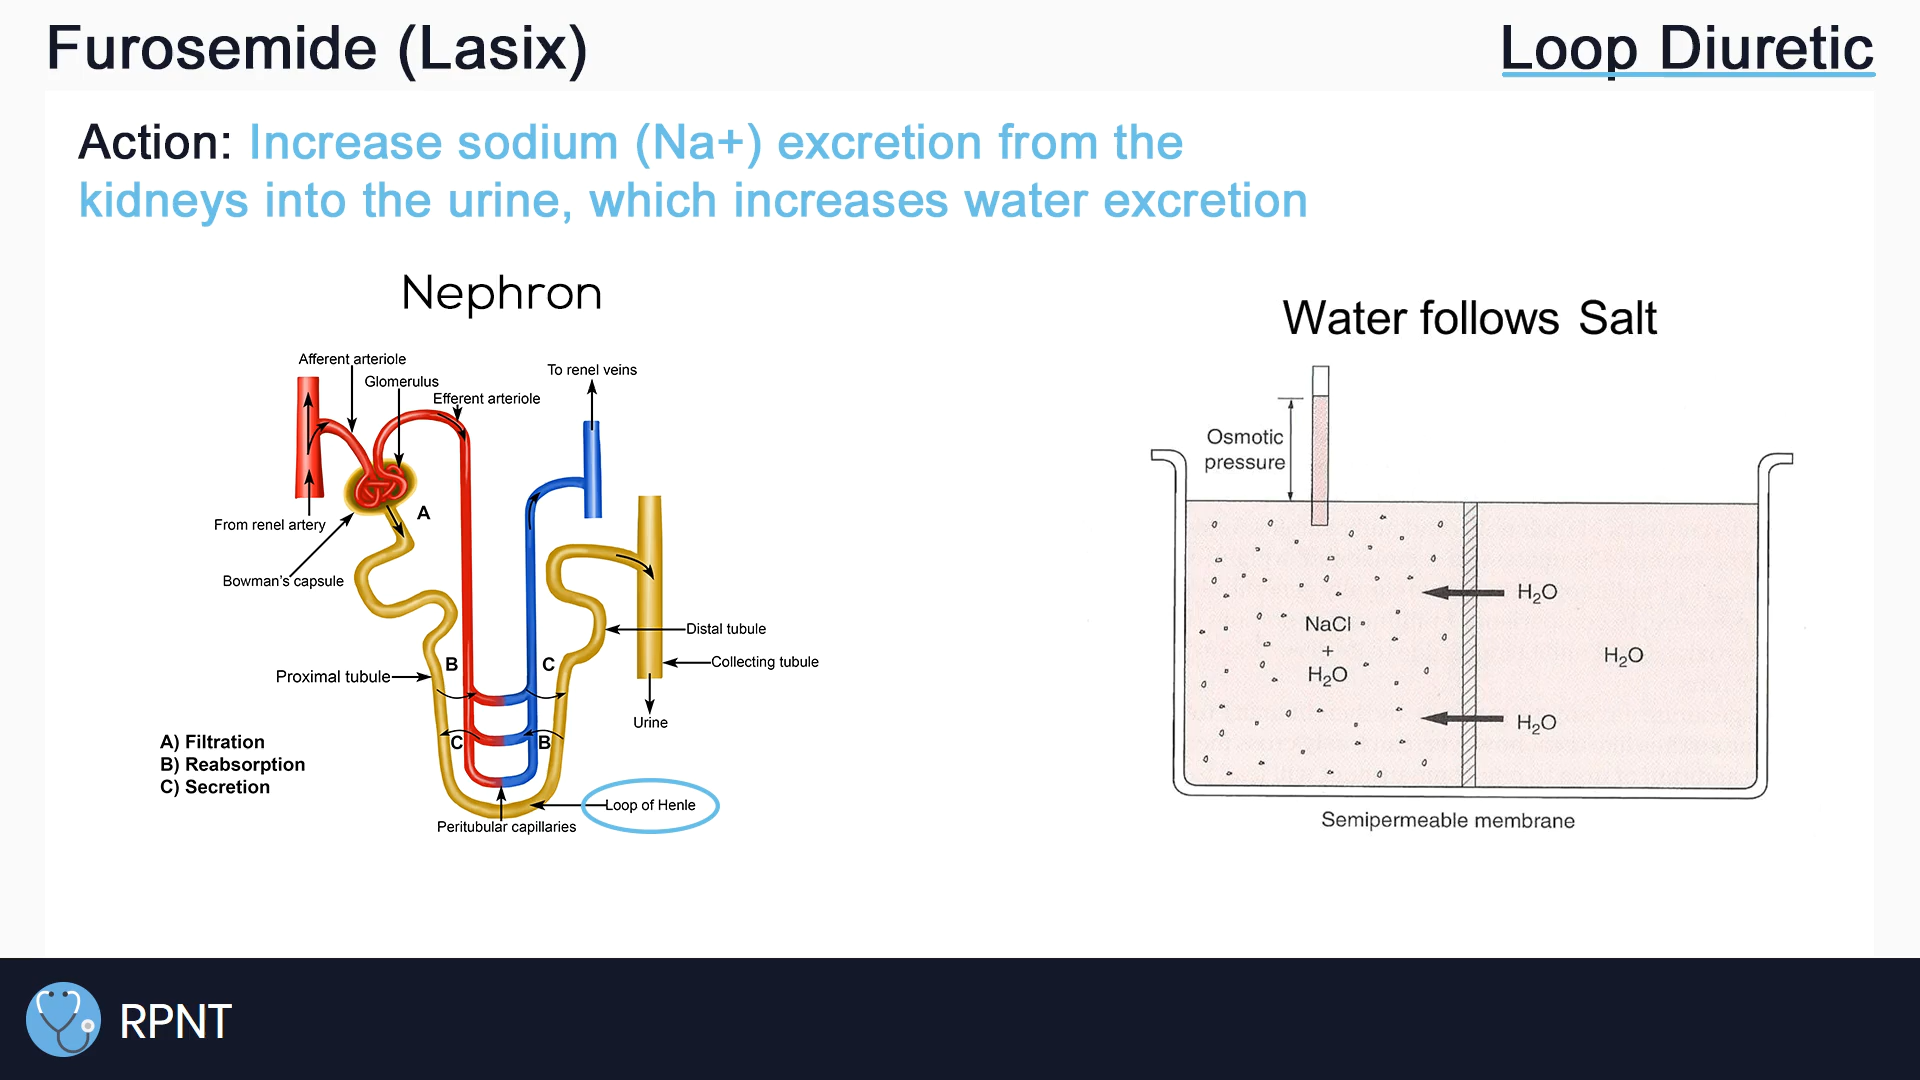 Furosemide (Lasix)
Loop Diuretic
Action: Increase sodium (Na+) excretion from the
kidneys into the urine, which increases water excretion
Nephron
Afferent arteriole
Glomerulus
Efferent arteriole
To renel veins
From renel artery
A
Bowman's capsule
Distal tubule
Collecting tubule
B
C
Proximal tubule
Urine
C
B
A) Filtration
B) Reabsorption
C) Secretion
Loop of Henle
Peritubular capillaries
Water follows Salt
Osmotic
pressure
H₂O
NaCl
+
H₂O
H₂O
H₂O
Semipermeable membrane
RPNT